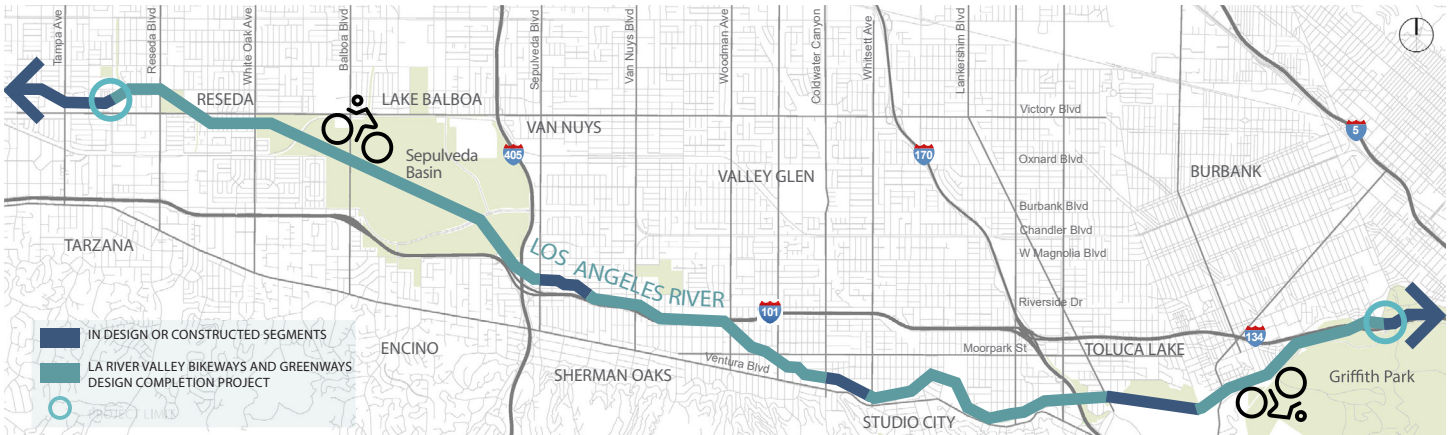 Tampa Ave
Reseda Blvd
White Oak Ave
Balboa Blvd
Sepulveda Blvd
Van Nuys Blvd
Woodman Ave
Coldwater Canyon
Whitsett Ave
Lankershim Blvd
RESEDA
LAKE BALBOA
VAN NUYS
Sepulveda
Basin
405
VALLEY GLEN
170
Victory Blvd
Oxnard Blvd
5
BURBANK
Burbank Blvd
Chandler Blvd
W Magnolia Blvd
TARZANA
LOS ANGELES RIVER
Riverside Dr
101
134
Moorpark St
TOLUCA LAKE
Ventura Blvd
ENCINO
SHERMAN OAKS
STUDIO CITY
Griffith Park
IN DESIGN OR CONSTRUCTED SEGMENTS
LA RIVER VALLEY BIKEWAYS AND GREENWAYS
DESIGN COMPLETION PROJECT
PROJECT LIMIT